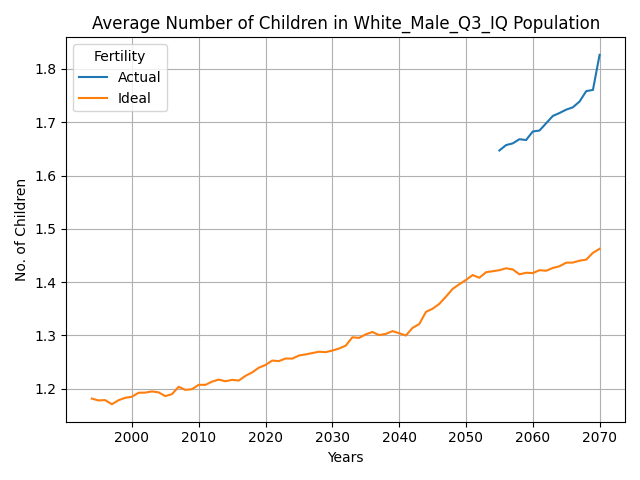 Average Number of Children in White_Male_Q3_IQ Population
Fertility
Actual
Ideal
No. of Children
1.8
1.7
1.6
1.5
1.4
1.3
1.2
2000 2010 2020 2030 2040 2050 2060 2070
Years